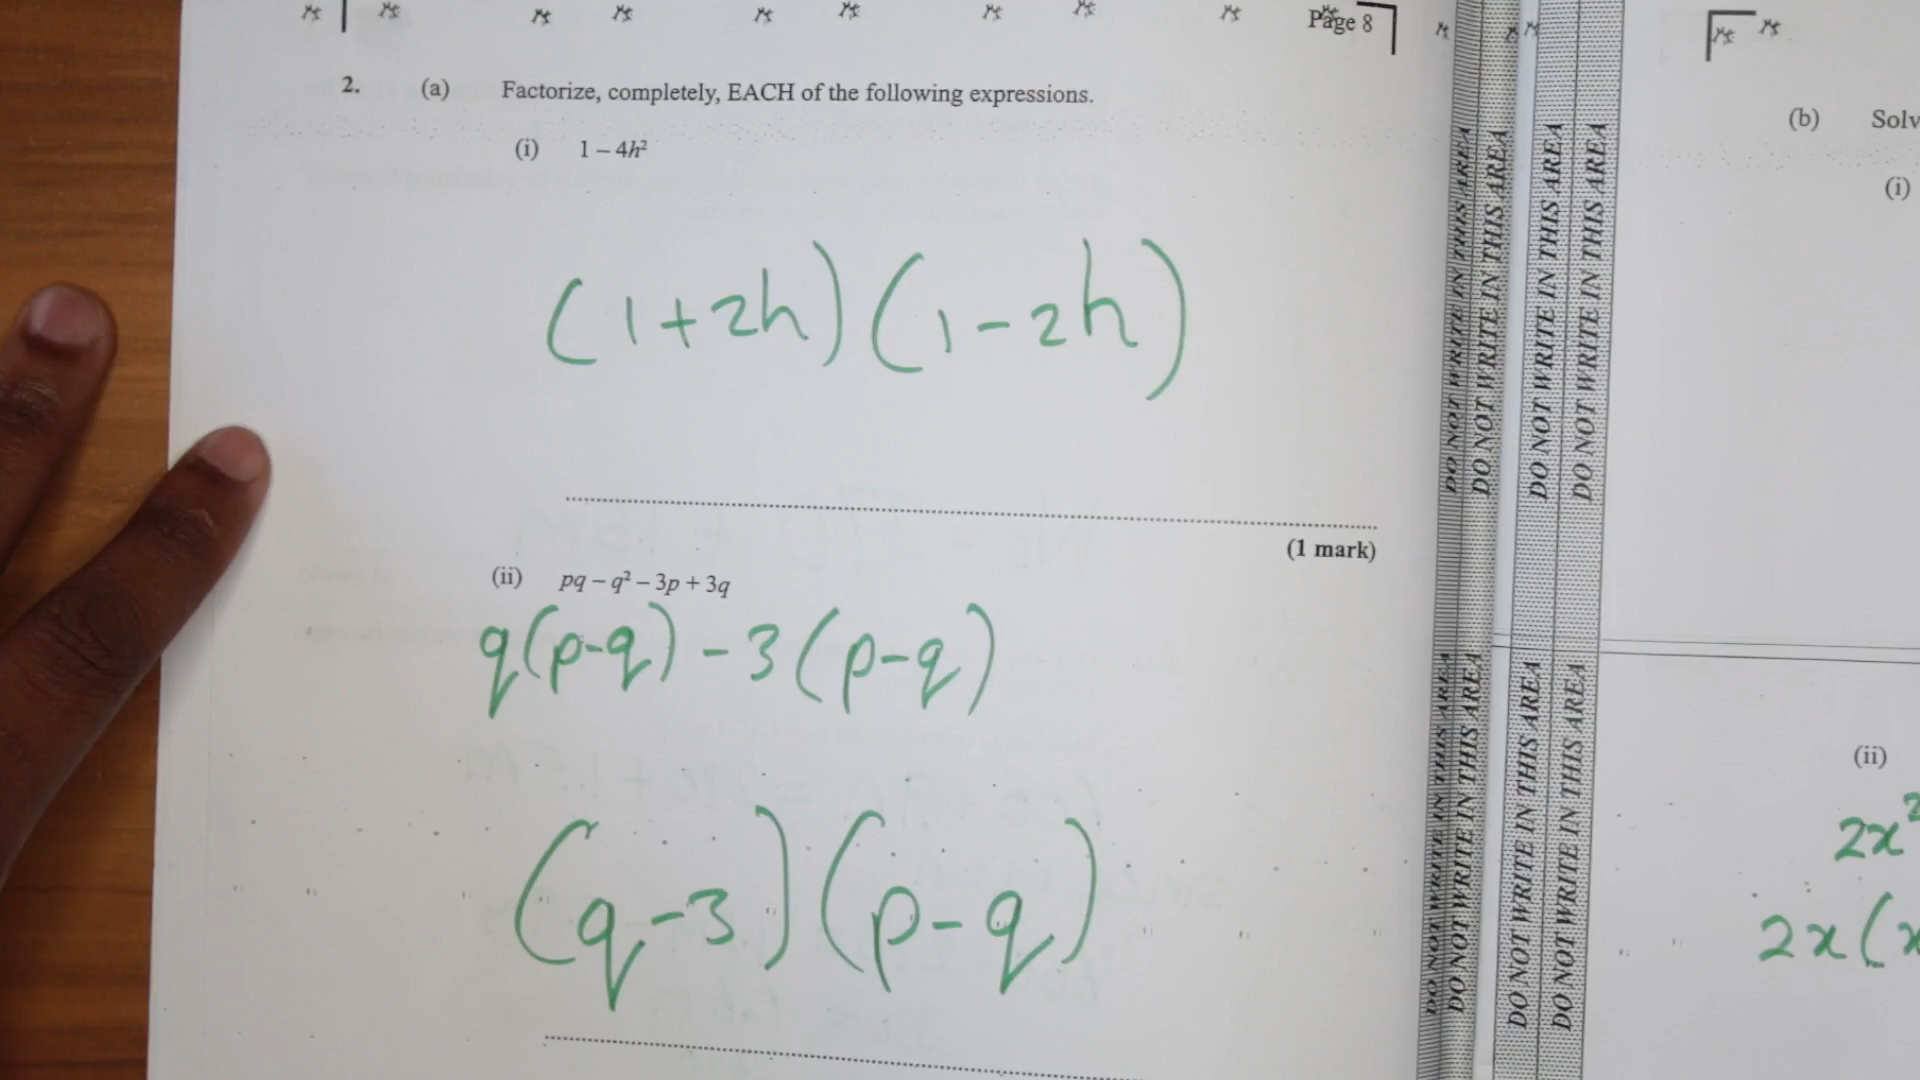 Page 8
2. (a) Factorize, completely, EACH of the following expressions.
(i) 1 – 4h²
(1+2h)(1-2h)
(1 mark)
(ii) pq – q² – 3p + 3q
q(p-q) - 3(p-q)
(q-3)(p-q)
DO NOT WRITE IN THIS AREA
DO NOT WRITE IN THIS AREA
DO NOT WRITE IN THIS AREA
DO NOT WRITE IN THIS AREA
DO NOT WRITE IN THIS AREA
DO NOT WRITE IN THIS AREA
DO NOT WRITE IN THIS AREA
DO NOT WRITE IN THIS AREA
(b) Solv
(i)
(ii)
2x²
2x(x